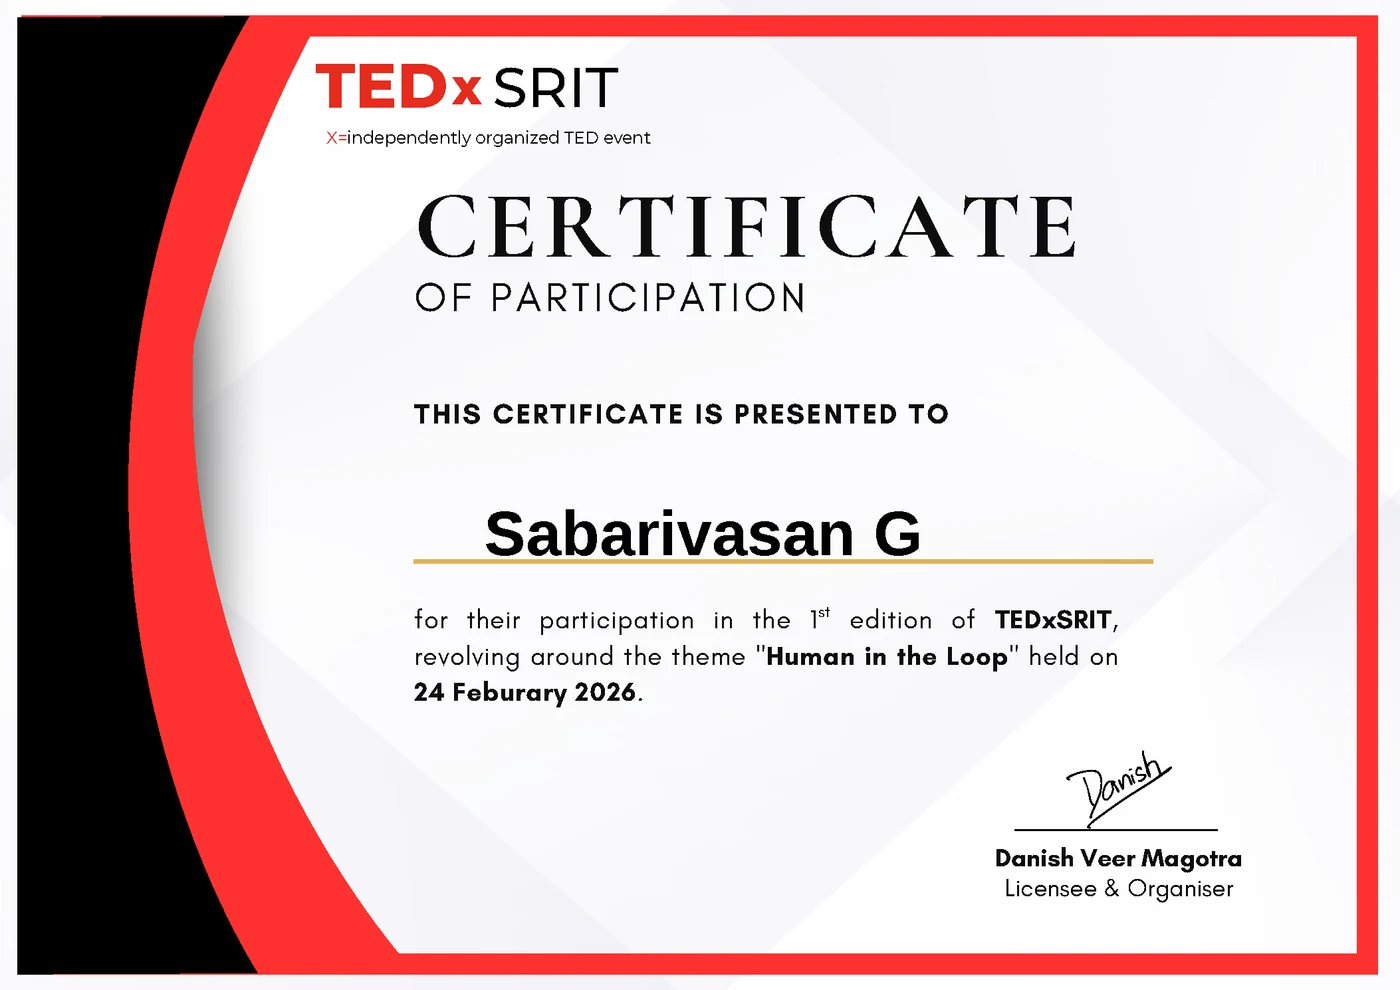 TEDx SRIT
X=independently organized TED event
CERTIFICATE
OF PARTICIPATION
THIS CERTIFICATE IS PRESENTED TO
Sabarivasan G
for their participation in the 1st edition of TEDxSRIT,
revolving around the theme "Human in the Loop" held on
24 Feburary 2026.
Danish
Danish Veer Magotra
Licensee & Organiser